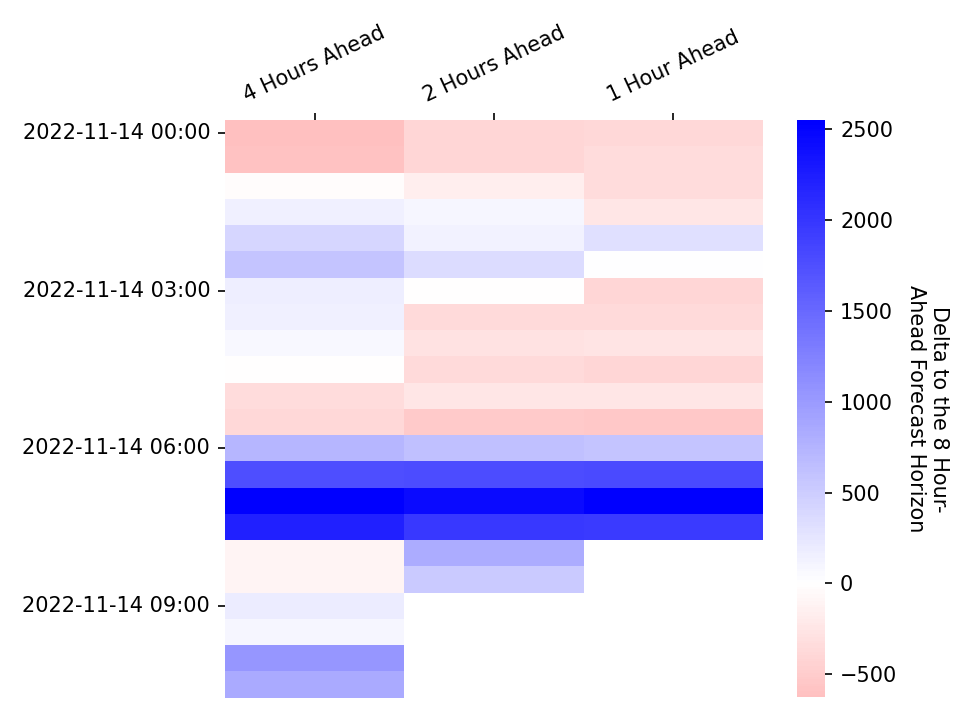 4 Hours Ahead
2 Hours Ahead
1 Hour Ahead
2022-11-14 00:00
2022-11-14 03:00
2022-11-14 06:00
2022-11-14 09:00
2500
2000
1500
1000
500
0
−500
Delta to the 8 Hour-
Ahead Forecast Horizon